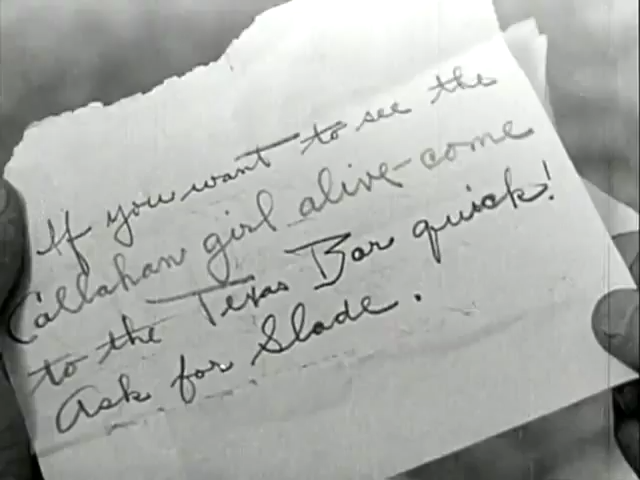 If you want to see the
Callahan girl alive-come
to the Texas Bar quick!
Ask for Slade.